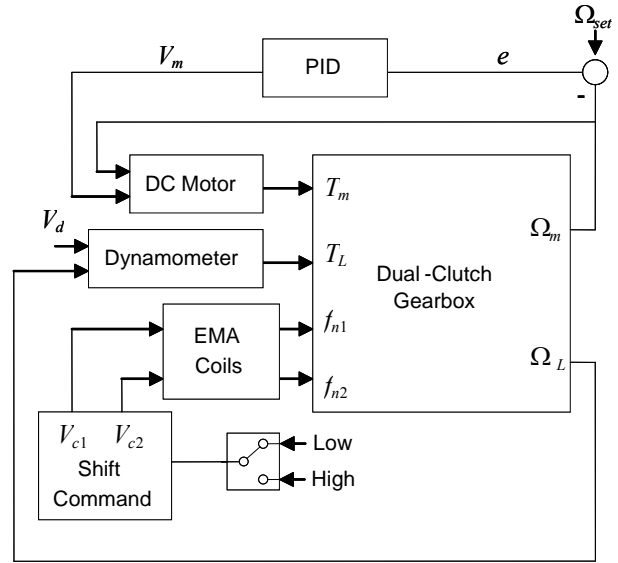 Ω_set
V_m
PID
e
-
DC Motor
T_m
V_d
Dynamometer
T_L
Ω_m
Dual -Clutch
Gearbox
EMA
Coils
f_n1
f_n2
Ω_L
V_c1 V_c2
Shift
Command
Low
High